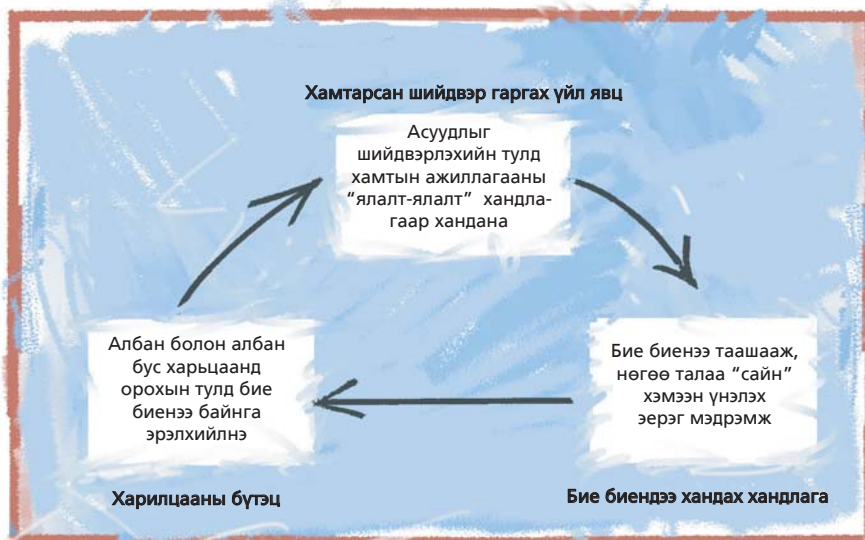 Хамтарсан шийдвэр гаргах үйл явц
Асуудлыг
шийдвэрлэхийн тулд
хамтын ажиллагааны
“ялалт-ялалт” хандла-
гаар хандана
Албан болон албан
бус харьцаанд
орохын тулд бие
биенээ байнга
эрэлхийлнэ
Харилцааны бүтэц
Бие биенээ таашааж,
нөгөө талаа “сайн”
хэмээн үнэлэх
эерэг мэдрэмж
Бие биендээ хандах хандлага